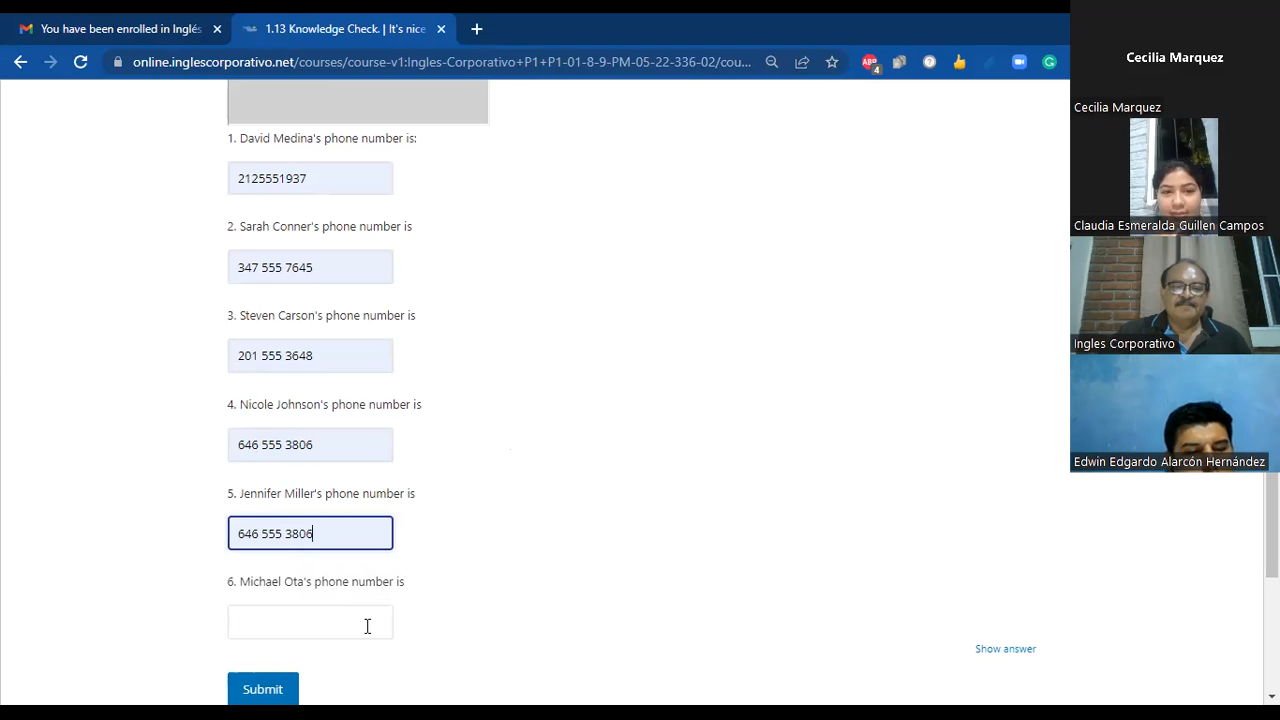 You have been enrolled in Inglés
1.13 Knowledge Check. | It's nice
online.inglescorporativo.net/courses/course-v1:Ingles-Corporativo+P1+P1-01-8-9-PM-05-22-336-02/cou...
ABP
4
Cecilia Marquez
Cecilia Marquez
Claudia Esmeralda Guillen Campos
Ingles Corporativo
Edwin Edgardo Alarcón Hernández
1. David Medina's phone number is:
2125551937
2. Sarah Conner's phone number is
347 555 7645
3. Steven Carson's phone number is
201 555 3648
4. Nicole Johnson's phone number is
646 555 3806
5. Jennifer Miller's phone number is
646 555 3806
6. Michael Ota's phone number is
Show answer
Submit